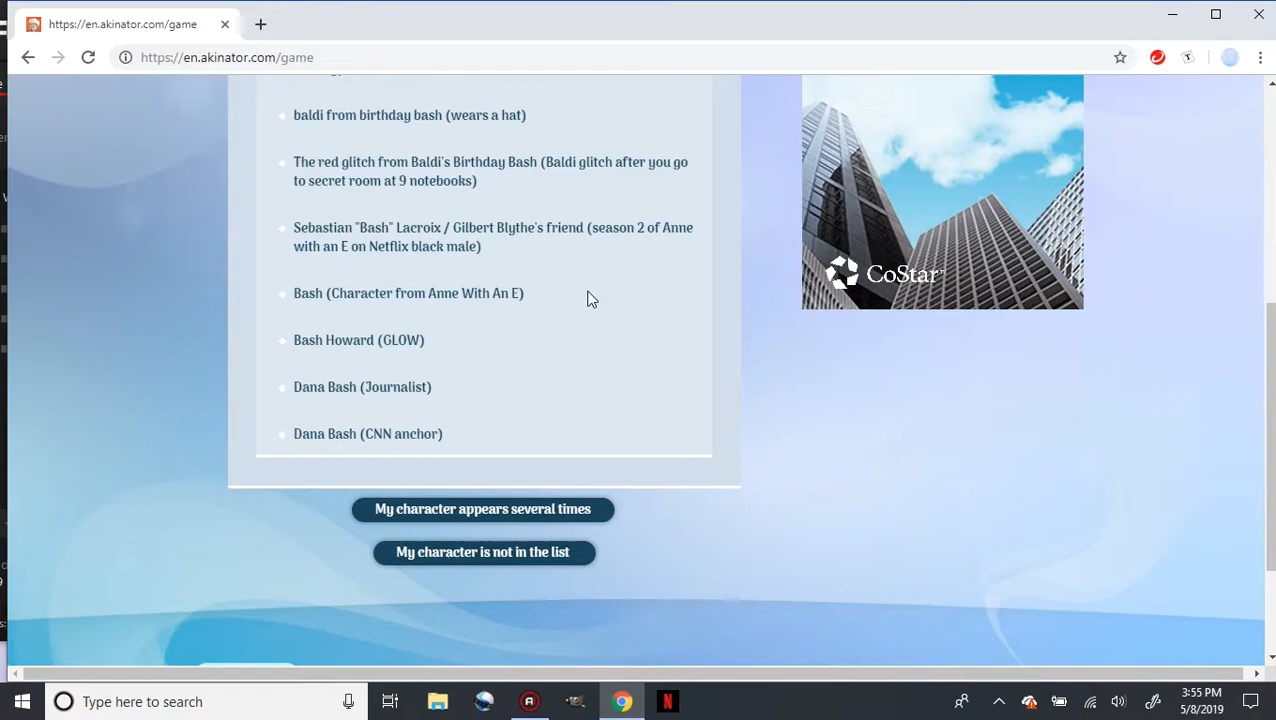 https://en.akinator.com/game
https://en.akinator.com/game
baldi from birthday bash (wears a hat)
The red glitch from Baldi's Birthday Bash (Baldi glitch after you go
to secret room at 9 notebooks)
Sebastian "Bash" Lacroix / Gilbert Blythe's friend (season 2 of Anne
with an E on Netflix black male)
Bash (Character from Anne With An E)
Bash Howard (GLOW)
Dana Bash (Journalist)
Dana Bash (CNN anchor)
CoStar™
My character appears several times
My character is not in the list
Type here to search
3:55 PM
5/8/2019